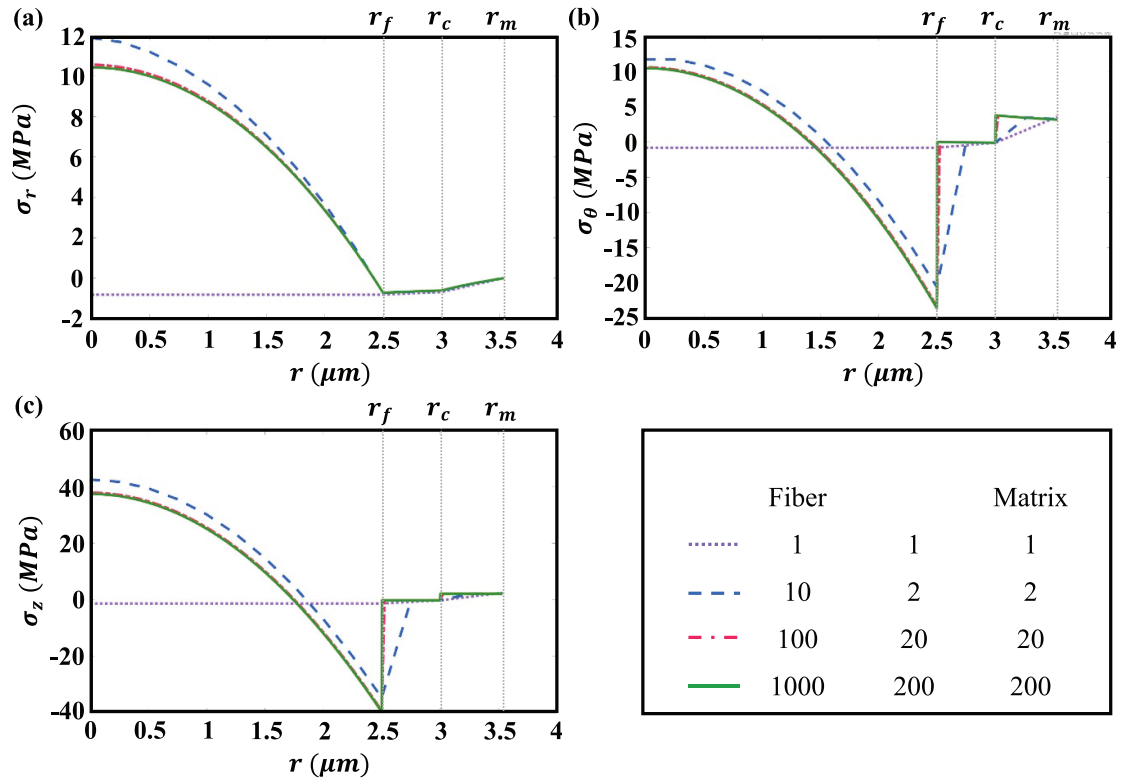 (a)
r_f r_c r_m
12
10
8
6
4
2
0
-2
σ_r (MPa)
0 0.5 1 1.5 2 2.5 3 3.5 4
r (μm)
(b)
r_f r_c r_m
15
10
5
0
-5
-10
-15
-20
-25
σ_θ (MPa)
0 0.5 1 1.5 2 2.5 3 3.5 4
r (μm)
(c)
r_f r_c r_m
60
40
20
0
-20
-40
σ_z (MPa)
0 0.5 1 1.5 2 2.5 3 3.5 4
r (μm)
Fiber Matrix
1 1 1
10 2 2
100 20 20
1000 200 200